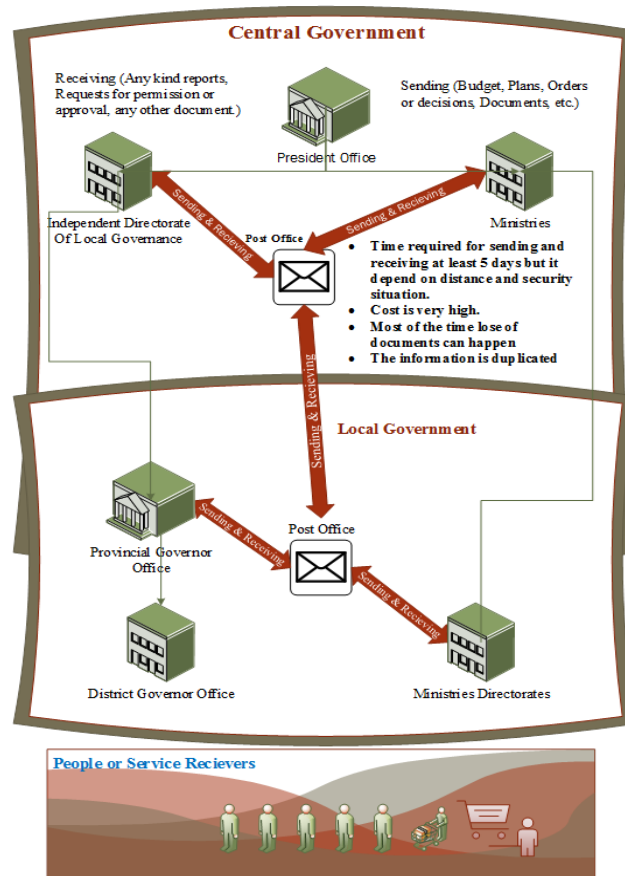 Central Government
Receiving (Any kind reports,
Requests for permission or
approval, any other document.)
Sending (Budget, Plans, Orders
or decisions, Documents, etc.)
President Office
Independent Directorate
Of Local Governance
Sending & Recieving
Post Office
Sending & Recieving
Ministries
• Time required for sending and
receiving at least 5 days but it
depend on distance and security
situation.
• Cost is very high.
• Most of the time lose of
documents can happen
• The information is duplicated
Sending & Recieving
Local Government
Post Office
Provincial Governor
Office
Sending & Receiving
Sending & Recieving
District Governor Office
Ministries Directorates
People or Service Recievers